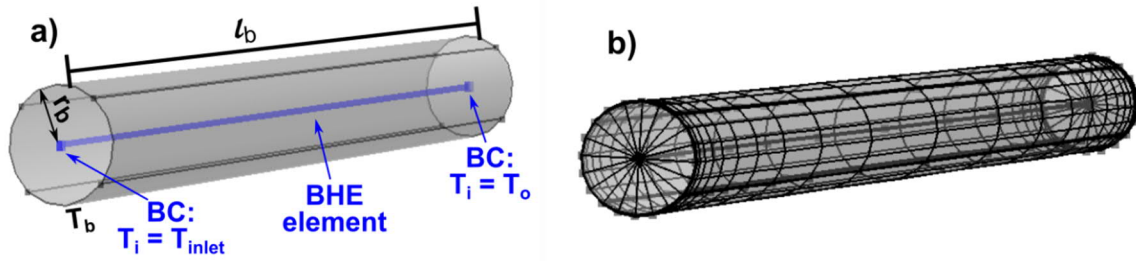 a)
l_b
r_b
T_b
BC:
T_i = T_inlet
BHE
element
BC:
T_i = T_o
b)